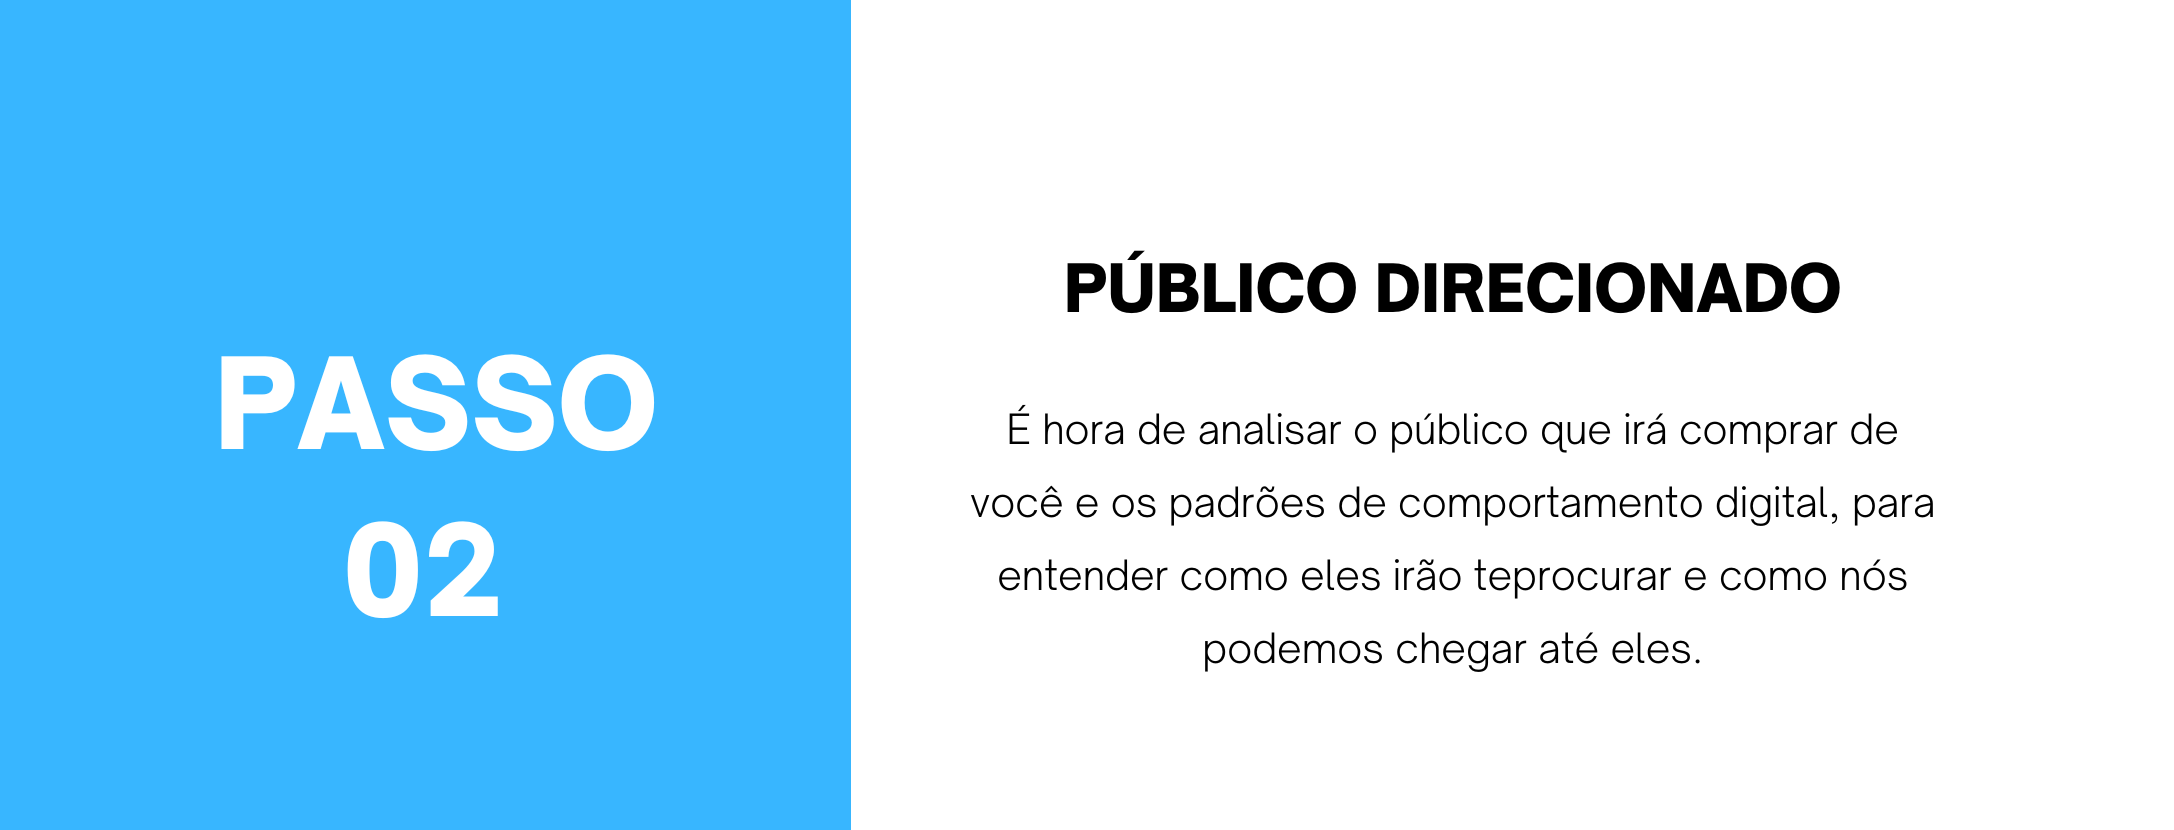 PASSO
02
PÚBLICO DIRECIONADO
É hora de analisar o público que irá comprar de
você e os padrões de comportamento digital, para
entender como eles irão teprocurar e como nós
podemos chegar até eles.